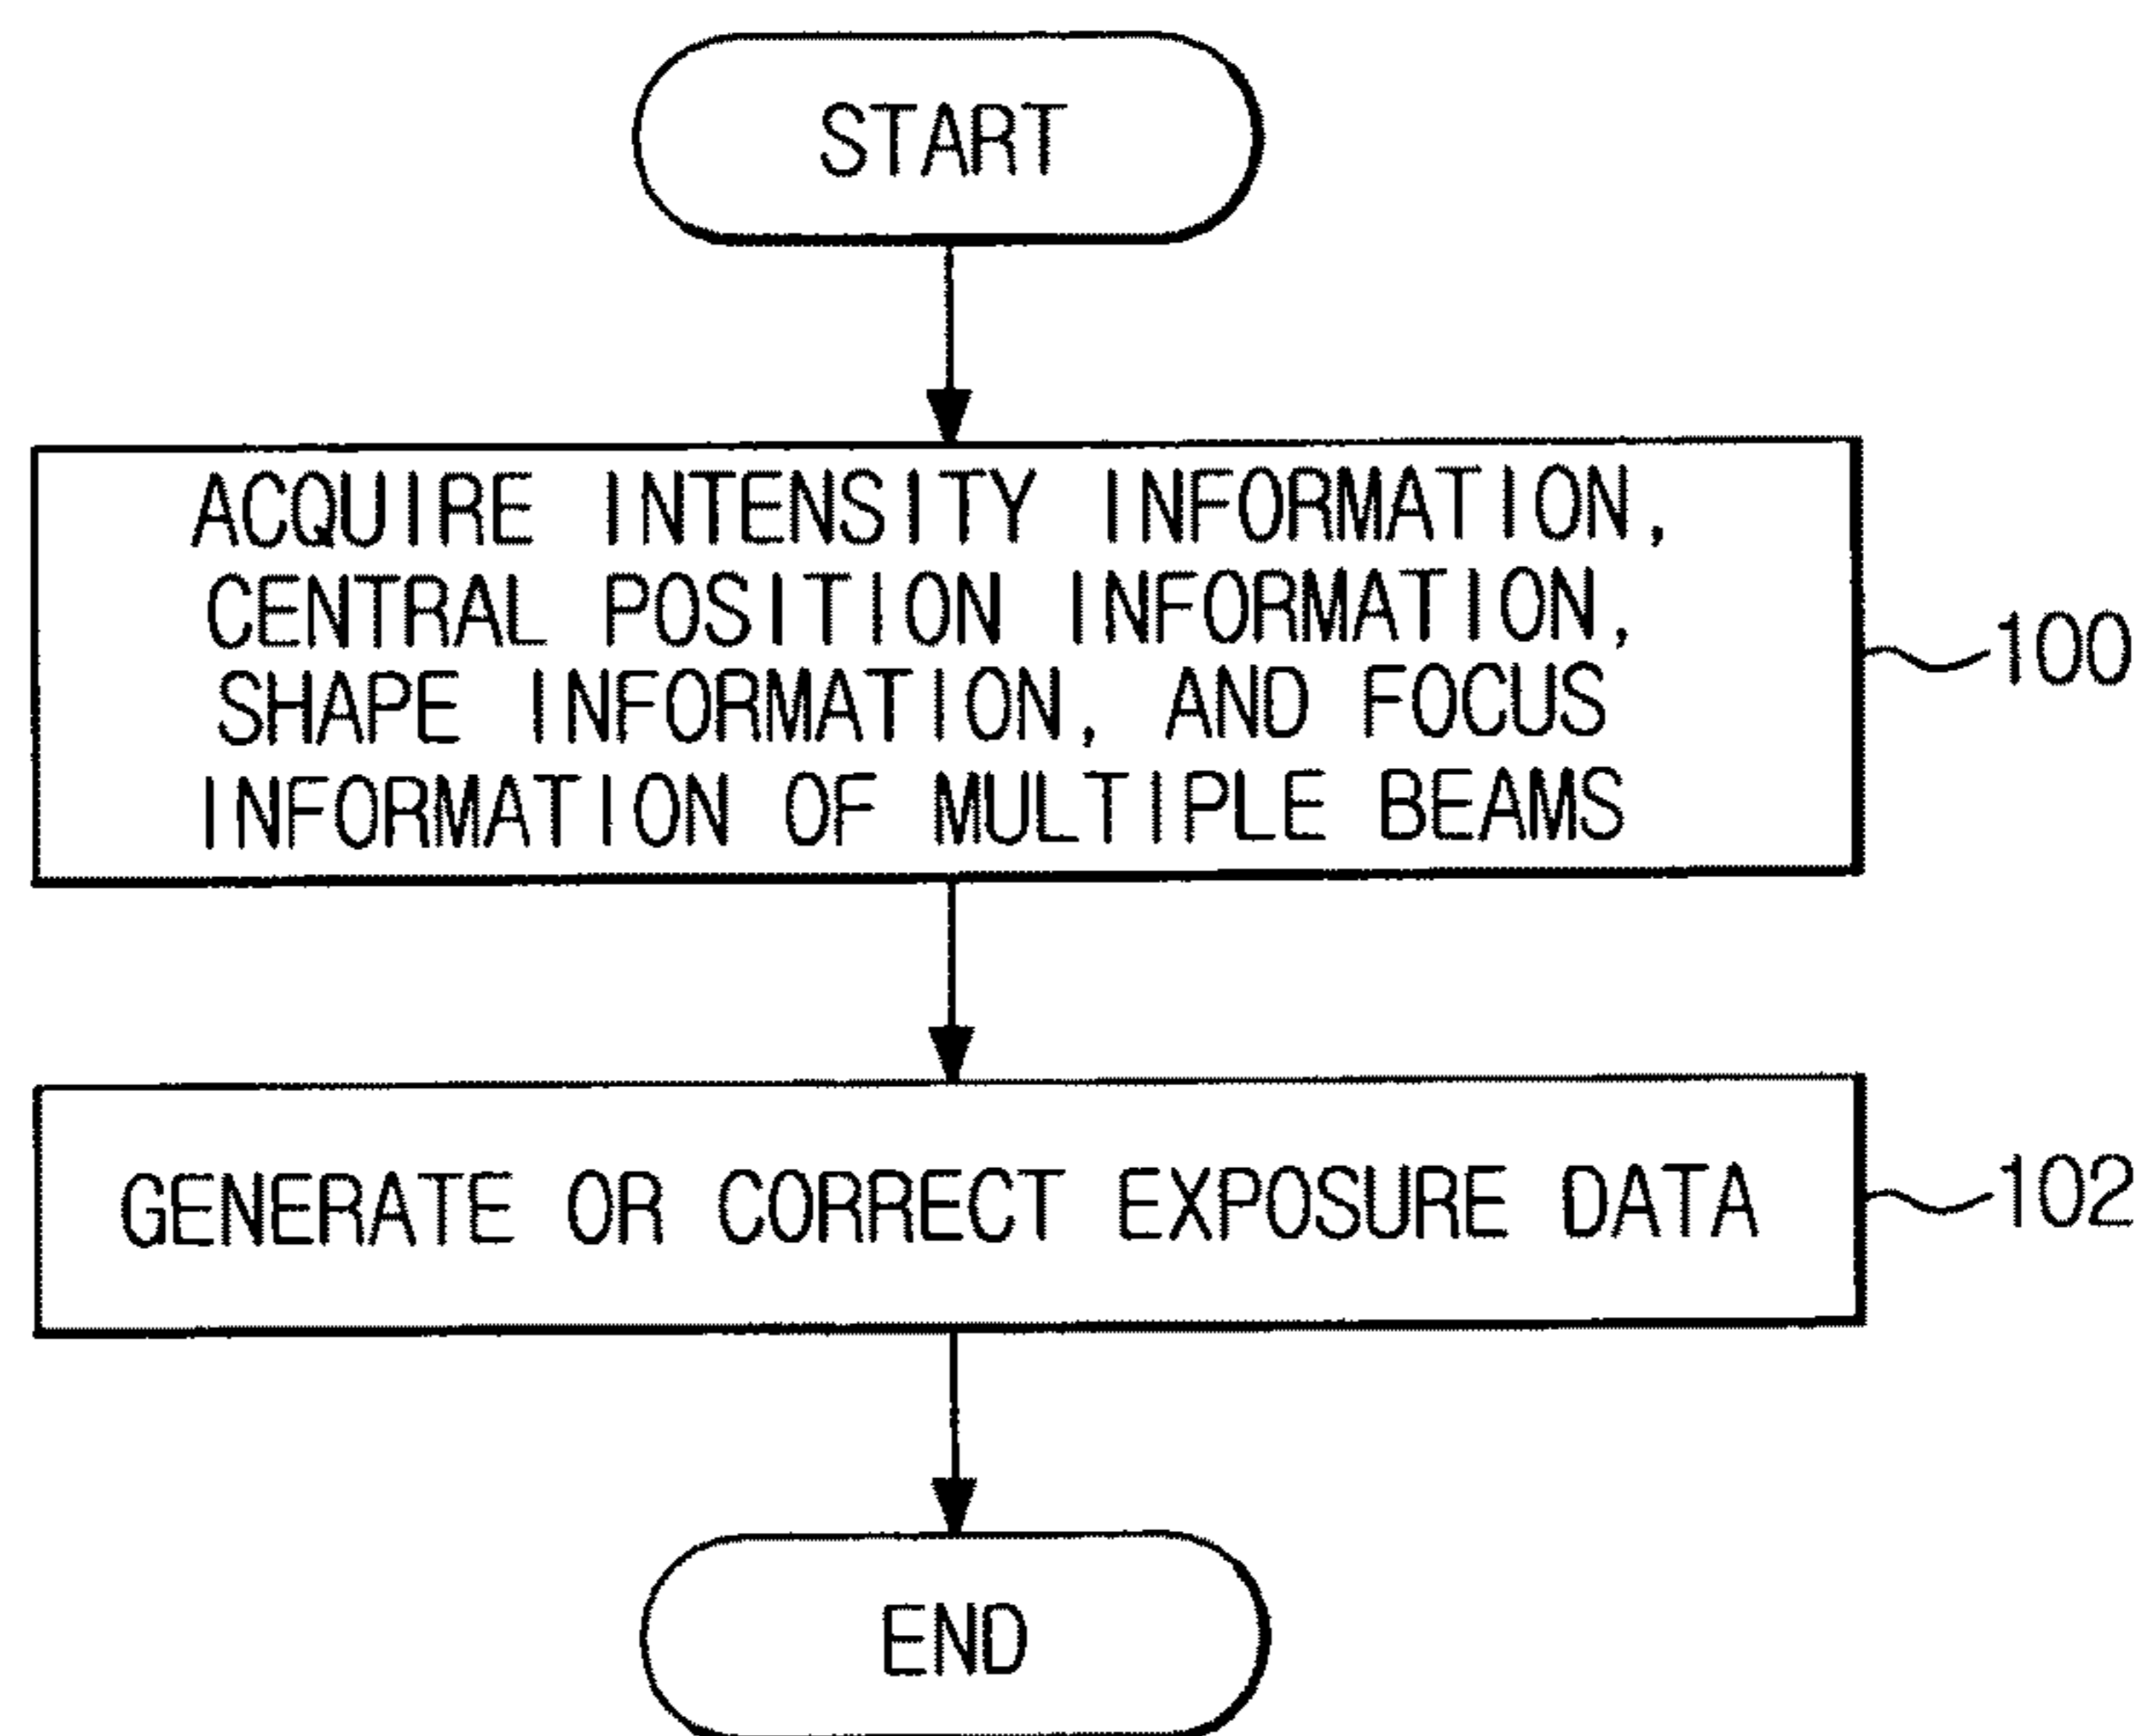 START
ACQUIRE INTENSITY INFORMATION,
CENTRAL POSITION INFORMATION,
SHAPE INFORMATION, AND FOCUS
INFORMATION OF MULTIPLE BEAMS
100
GENERATE OR CORRECT EXPOSURE DATA
102
END